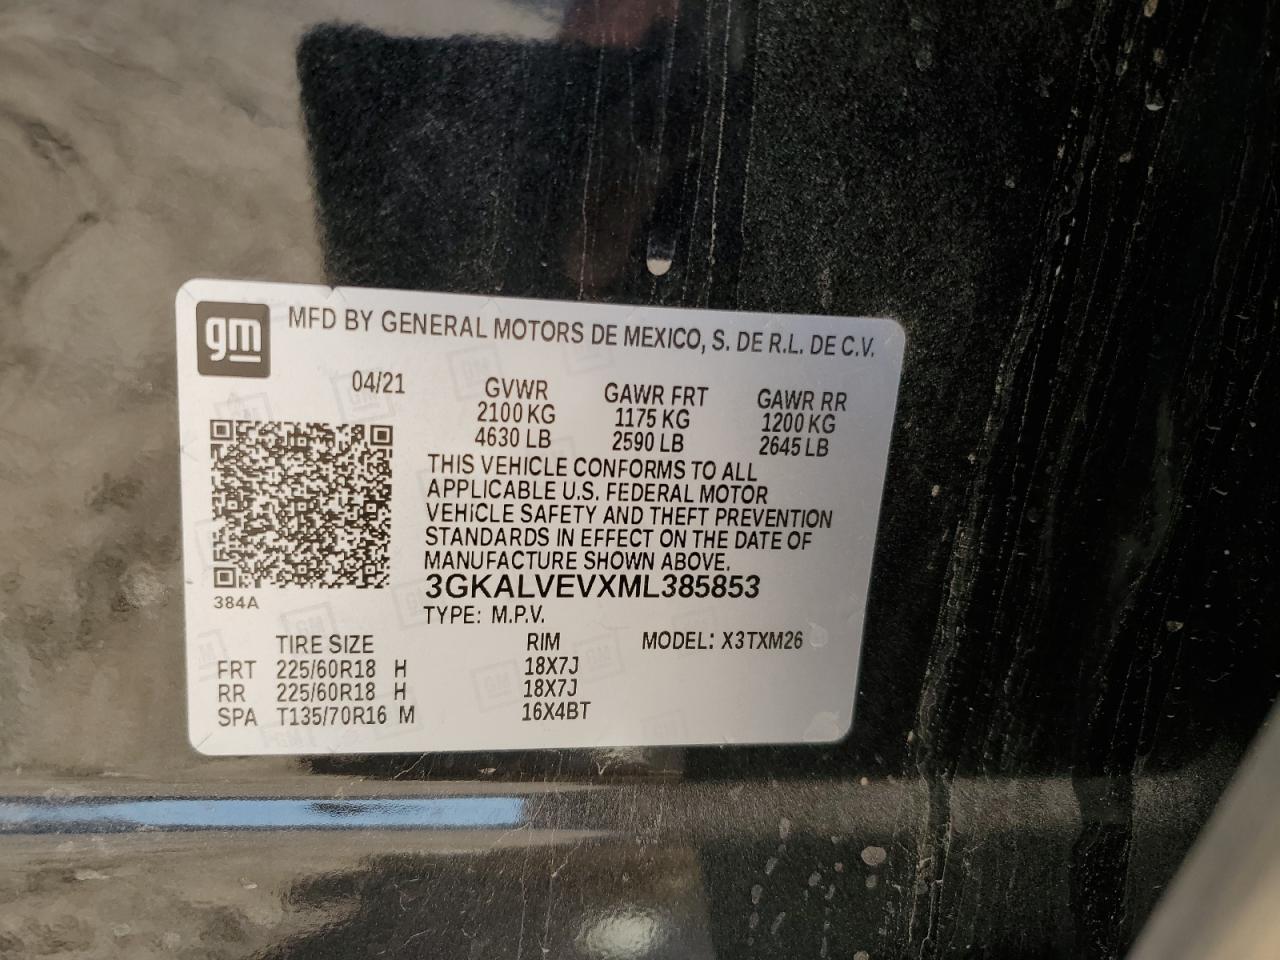 gm
MFD BY GENERAL MOTORS DE MEXICO, S. DE R.L. DE C.V.
04/21
GVWR GAWR FRT GAWR RR
2100 KG 1175 KG 1200 KG
4630 LB 2590 LB 2645 LB
THIS VEHICLE CONFORMS TO ALL
APPLICABLE U.S. FEDERAL MOTOR
VEHICLE SAFETY AND THEFT PREVENTION
STANDARDS IN EFFECT ON THE DATE OF
MANUFACTURE SHOWN ABOVE.
3GKALVEVXML385853
384A
TYPE: M.P.V.
TIRE SIZE RIM MODEL: X3TXM26
FRT 225/60R18 H 18X7J
RR 225/60R18 H 18X7J
SPA T135/70R16 M 16X4BT